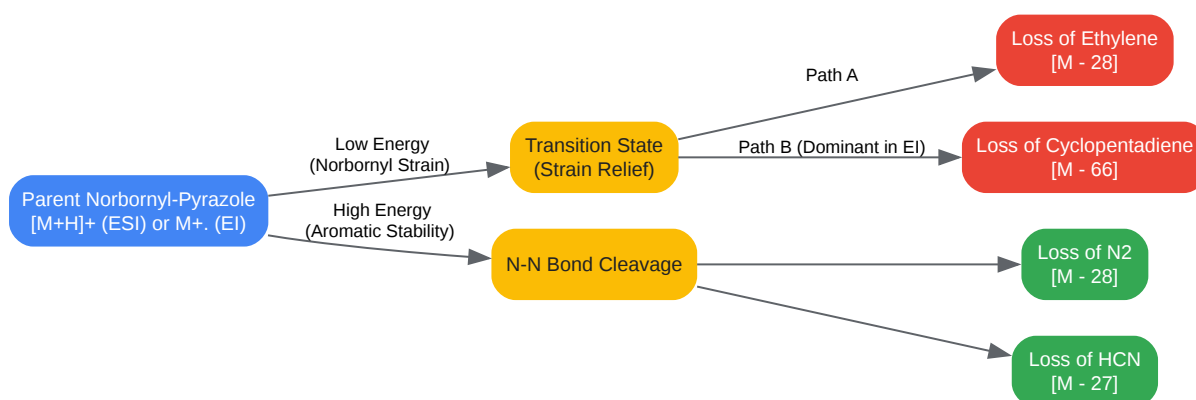 Loss of Ethylene
[M - 28]
Path A
Low Energy
(Norbornyl Strain)
Transition State
(Strain Relief)
Path B (Dominant in EI)
Loss of Cyclopentadiene
[M - 66]
Parent Norbornyl-Pyrazole
[M+H]+ (ESI) or M+. (EI)
High Energy
(Aromatic Stability)
N-N Bond Cleavage
Loss of N2
[M - 28]
Loss of HCN
[M - 27]